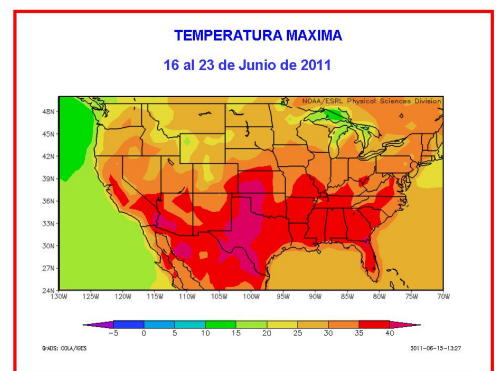 TEMPERATURA MAXIMA
16 al 23 de Junio de 2011
NOAA/ESRL Physical Sciences Division
48N
45N
42N
39N
36N
33N
30N
27N
24N
130W 125W 120W 115W 110W 105W 100W 95W 90W 85W 80W 75W 70W
-5 0 5 10 15 20 25 30 35 40
GrADS: COLA/IGES 2011-06-15-13:27